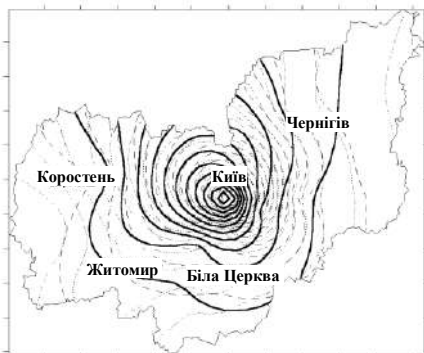 Чернігів
Коростень
Київ
Житомир
Біла Церква